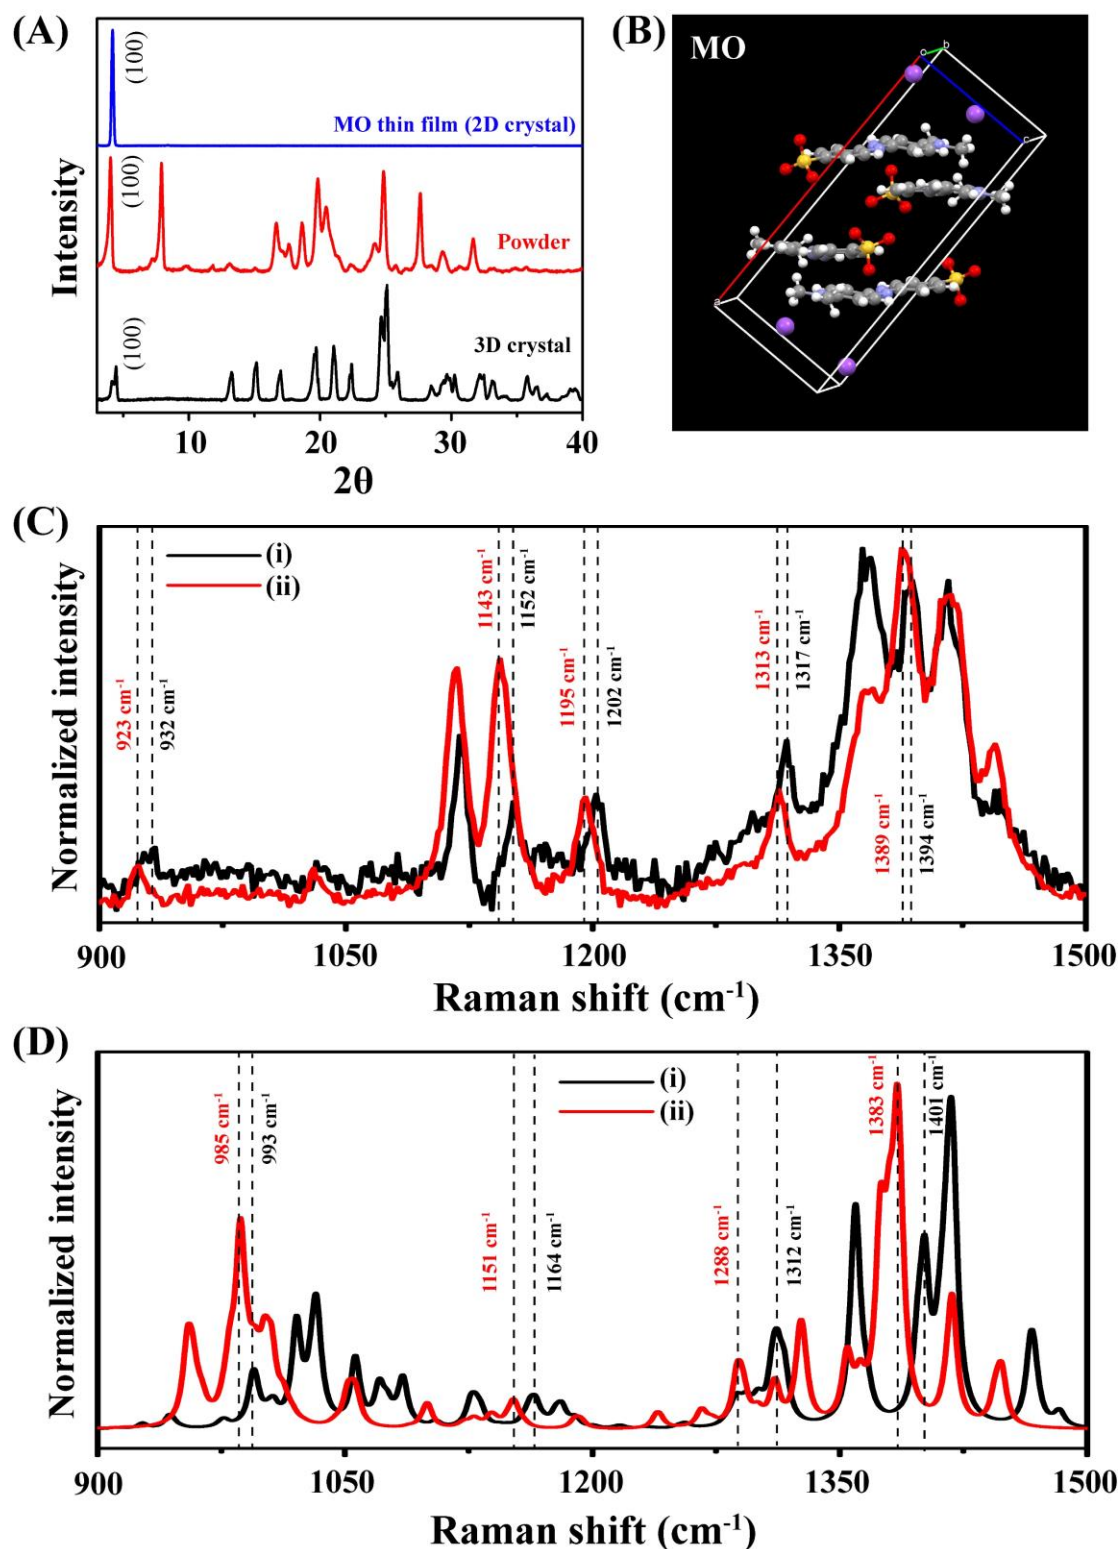 (A)
(100)
MO thin film (2D crystal)
(100)
Powder
(100)
3D crystal
Intensity
10
20
30
40
2θ
(B)
MO
o
b
c
a
(C)
(i)
(ii)
923 cm⁻¹
932 cm⁻¹
1143 cm⁻¹
1152 cm⁻¹
1195 cm⁻¹
1202 cm⁻¹
1313 cm⁻¹
1317 cm⁻¹
1389 cm⁻¹
1394 cm⁻¹
Normalized intensity
900
1050
1200
1350
1500
Raman shift (cm⁻¹)
(D)
(i)
(ii)
985 cm⁻¹
993 cm⁻¹
1151 cm⁻¹
1164 cm⁻¹
1288 cm⁻¹
1312 cm⁻¹
1383 cm⁻¹
1401 cm⁻¹
Normalized intensity
900
1050
1200
1350
1500
Raman shift (cm⁻¹)